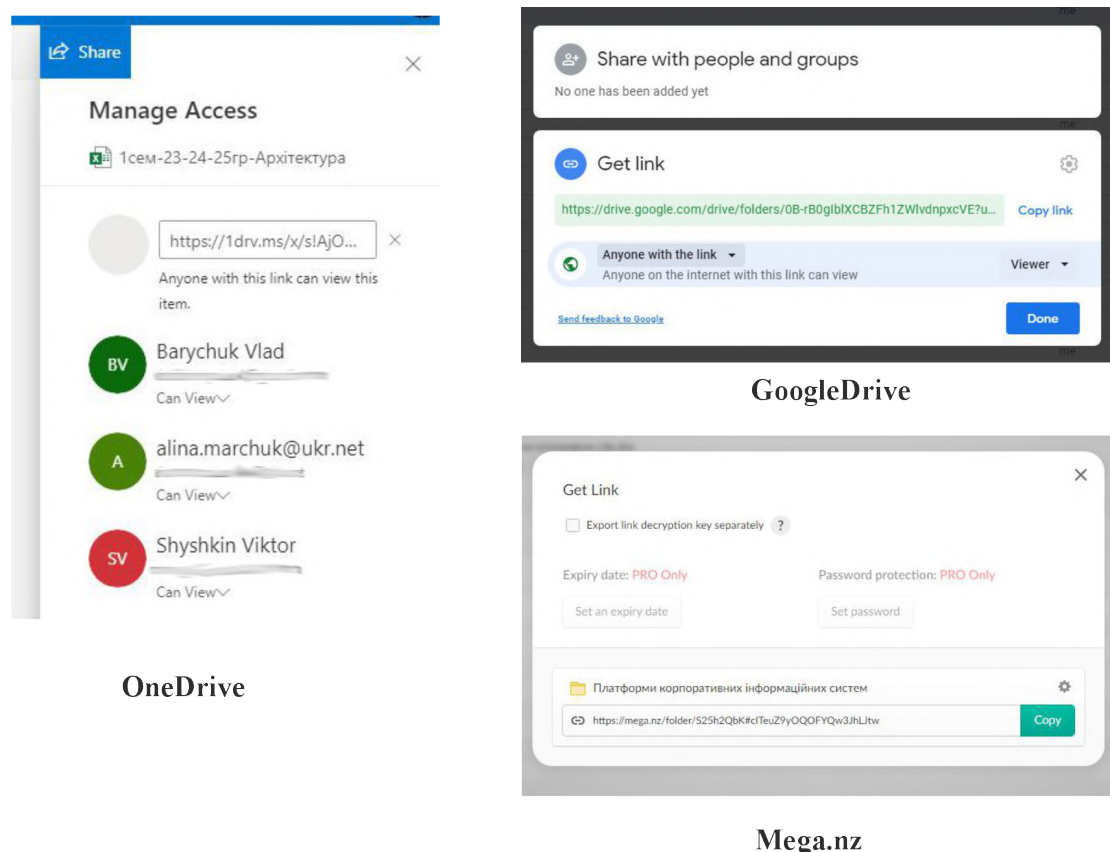 Share
Manage Access
1сем-23-24-25гр-Архітектура
https://1drv.ms/x/s!AjO...
Anyone with this link can view this
item.
BV
Barychuk Vlad
Can View
A
alina.marchuk@ukr.net
Can View
SV
Shyshkin Viktor
Can View
OneDrive
me
Share with people and groups
No one has been added yet
me
Get link
https://drive.google.com/drive/folders/0B-rB0gIblXCBZFh1ZWlvdnpxcVE?u...
Copy link
Anyone with the link
Anyone on the internet with this link can view
Viewer
Send feedback to Google
Done
me
GoogleDrive
Get Link
Export link decryption key separately ?
Expiry date: PRO Only
Password protection: PRO Only
Set an expiry date
Set password
Платформи корпоративних інформаційних систем
https://mega.nz/folder/S25h2QbK#cITeuZ9yOQOFYQw3JhLJtw
Copy
Mega.nz